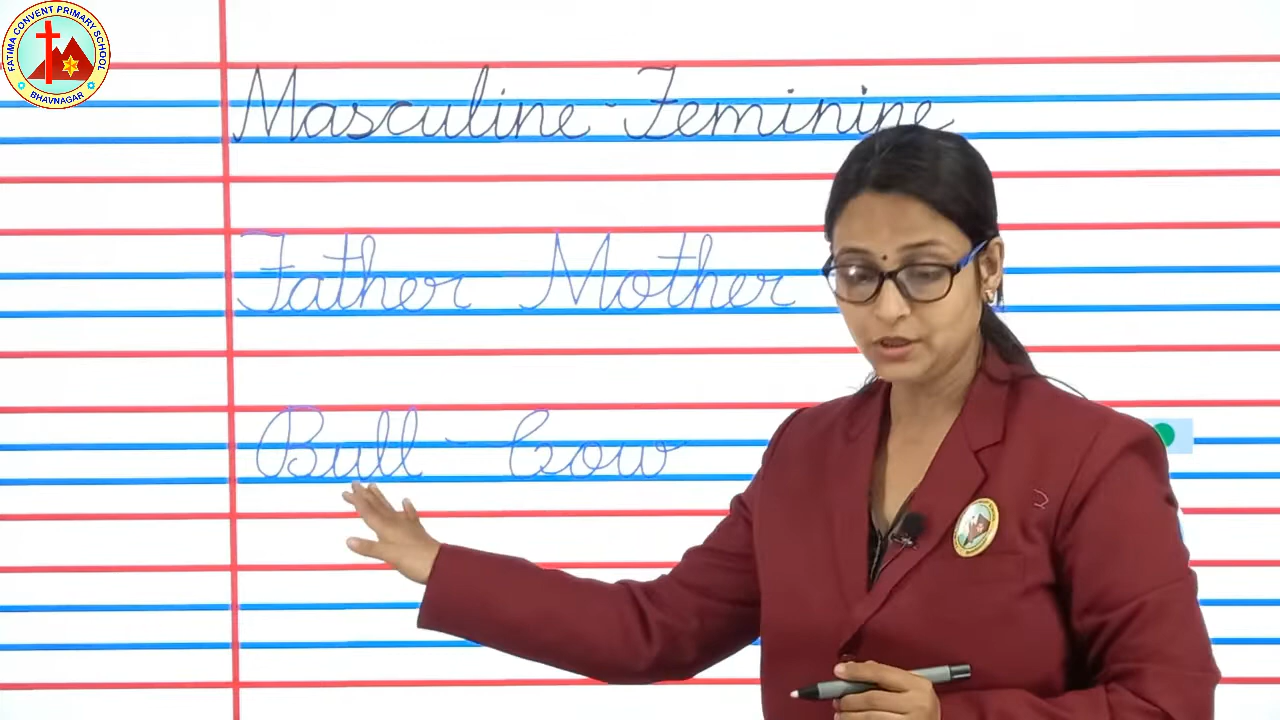 FATIMA CONVENT PRIMARY SCHOOL
BHAVNAGAR
Masculine - Feminine
Father Mother
Bull - Cow